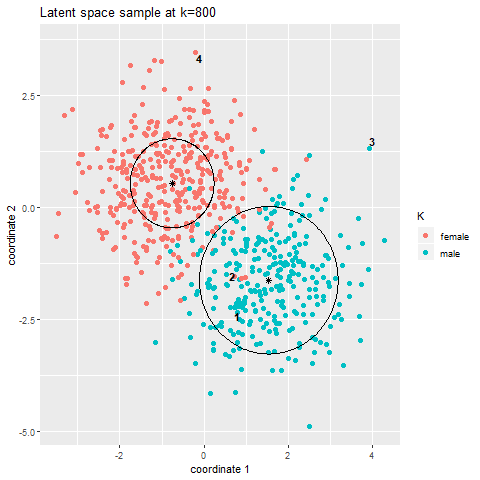 Latent space sample at k=800
4
3
2.5
0.0
2
1
-2.5
-5.0
-2
0
2
4
coordinate 1
coordinate 2
K
female
male